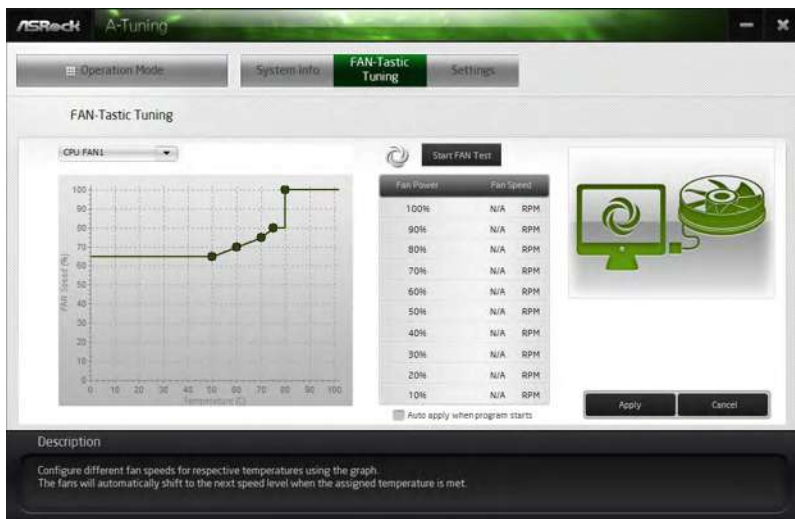 ASRock A-Tuning
Operation Mode
System Info
FAN-Tastic
Tuning
Settings
FAN-Tastic Tuning
CPU FAN1
Start FAN Test
100
90
80
70
60
50
40
30
20
10
0
FAN Speed (%)
0 10 20 30 40 50 60 70 80 90 100
Temperature (C)
Fan Power Fan Speed
100% N/A RPM
90% N/A RPM
80% N/A RPM
70% N/A RPM
60% N/A RPM
50% N/A RPM
40% N/A RPM
30% N/A RPM
20% N/A RPM
10% N/A RPM
Auto apply when program starts
Apply
Cancel
Description
Configure different fan speeds for respective temperatures using the graph.
The fans will automatically shift to the next speed level when the assigned temperature is met.